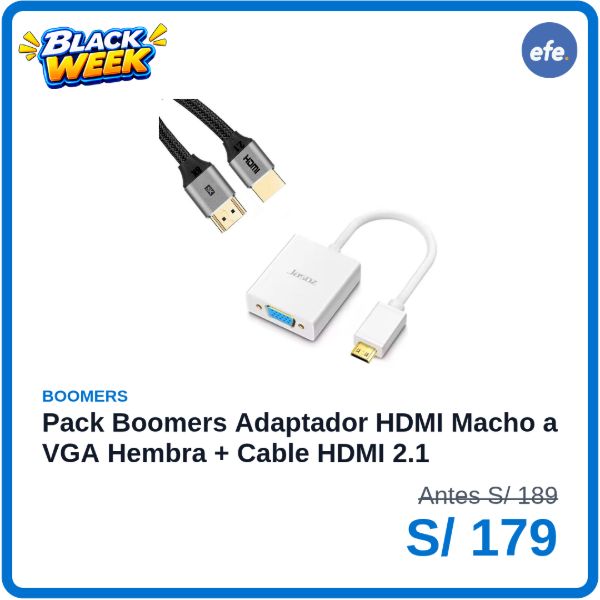 BLACK
WEEK
efe.
HDMI
8K
BOOMERS
Pack Boomers Adaptador HDMI Macho a
VGA Hembra + Cable HDMI 2.1
Antes S/ 189
S/ 179